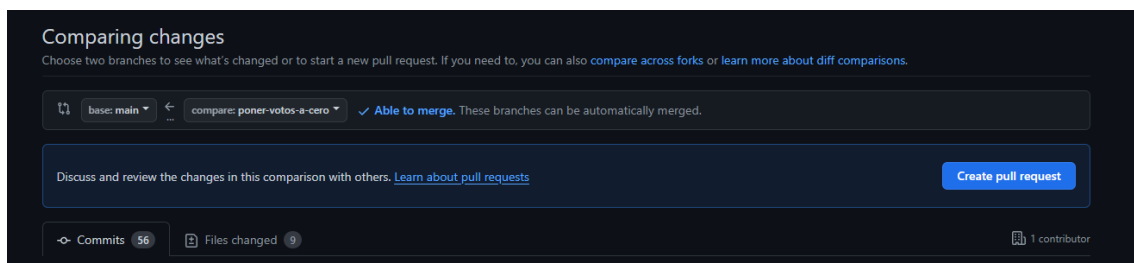 Comparing changes
Choose two branches to see what's changed or to start a new pull request. If you need to, you can also compare across forks or learn more about diff comparisons.
base: main ← ... compare: poner-votos-a-cero ✓ Able to merge. These branches can be automatically merged.
Discuss and review the changes in this comparison with others. Learn about pull requests Create pull request
Commits 56 Files changed 9 1 contributor